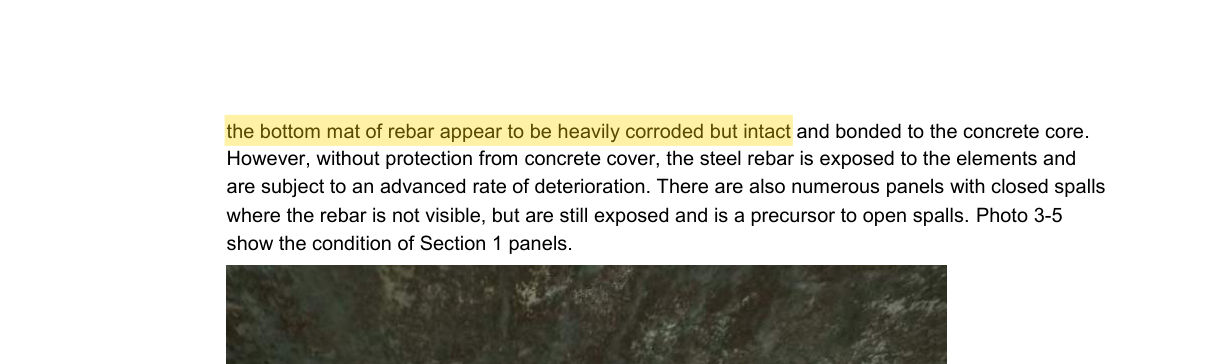 the bottom mat of rebar appear to be heavily corroded but intact and bonded to the concrete core.
However, without protection from concrete cover, the steel rebar is exposed to the elements and
are subject to an advanced rate of deterioration. There are also numerous panels with closed spalls
where the rebar is not visible, but are still exposed and is a precursor to open spalls. Photo 3-5
show the condition of Section 1 panels.